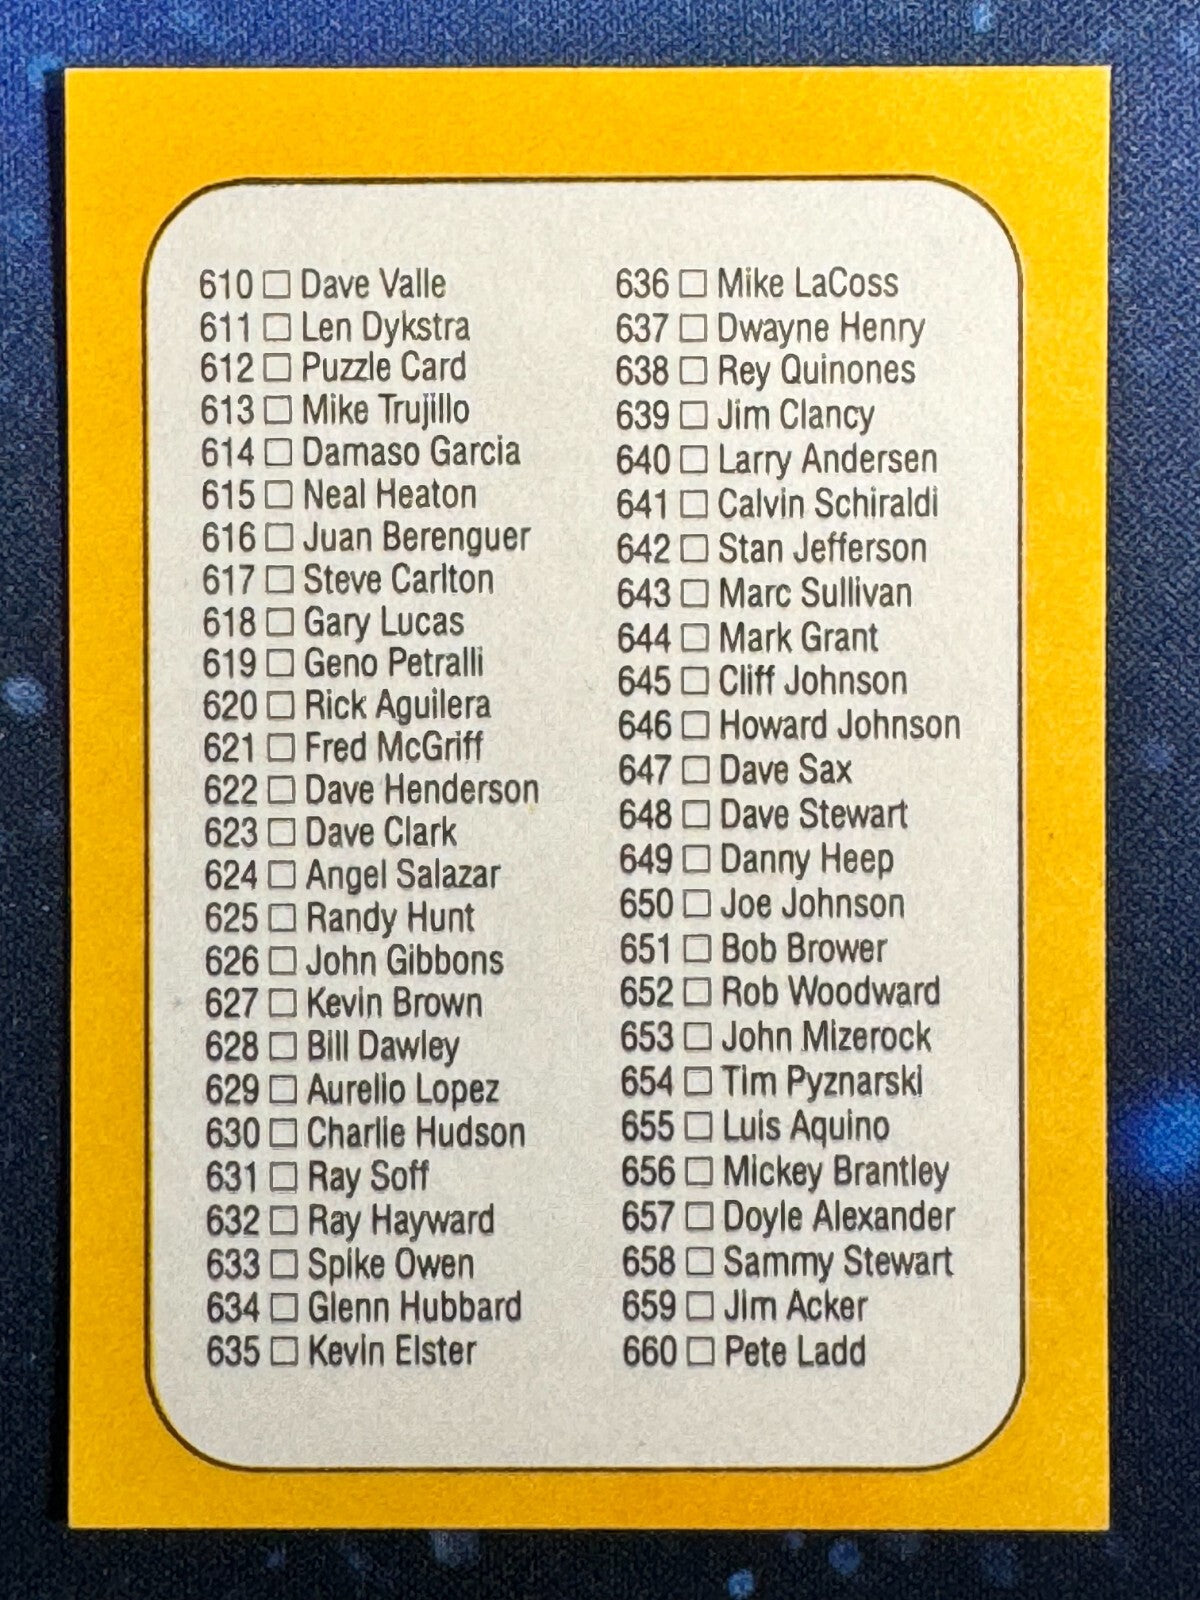 610 ☐ Dave Valle
611 ☐ Len Dykstra
612 ☐ Puzzle Card
613 ☐ Mike Trujillo
614 ☐ Damaso Garcia
615 ☐ Neal Heaton
616 ☐ Juan Berenguer
617 ☐ Steve Carlton
618 ☐ Gary Lucas
619 ☐ Geno Petralli
620 ☐ Rick Aguilera
621 ☐ Fred McGriff
622 ☐ Dave Henderson
623 ☐ Dave Clark
624 ☐ Angel Salazar
625 ☐ Randy Hunt
626 ☐ John Gibbons
627 ☐ Kevin Brown
628 ☐ Bill Dawley
629 ☐ Aurelio Lopez
630 ☐ Charlie Hudson
631 ☐ Ray Soff
632 ☐ Ray Hayward
633 ☐ Spike Owen
634 ☐ Glenn Hubbard
635 ☐ Kevin Elster
636 ☐ Mike LaCoss
637 ☐ Dwayne Henry
638 ☐ Rey Quinones
639 ☐ Jim Clancy
640 ☐ Larry Andersen
641 ☐ Calvin Schiraldi
642 ☐ Stan Jefferson
643 ☐ Marc Sullivan
644 ☐ Mark Grant
645 ☐ Cliff Johnson
646 ☐ Howard Johnson
647 ☐ Dave Sax
648 ☐ Dave Stewart
649 ☐ Danny Heep
650 ☐ Joe Johnson
651 ☐ Bob Brower
652 ☐ Rob Woodward
653 ☐ John Mizerock
654 ☐ Tim Pyznarski
655 ☐ Luis Aquino
656 ☐ Mickey Brantley
657 ☐ Doyle Alexander
658 ☐ Sammy Stewart
659 ☐ Jim Acker
660 ☐ Pete Ladd